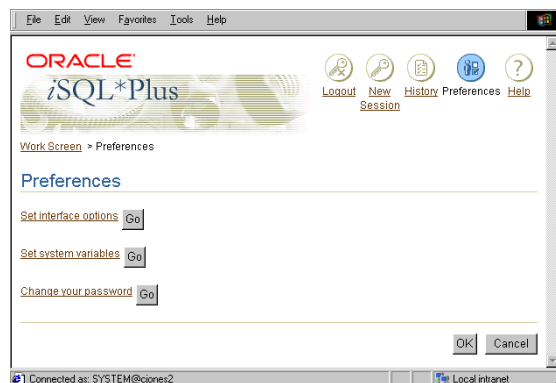 File Edit View Favorites Tools Help
ORACLE
iSQL*Plus
Logout New Session History Preferences Help
Work Screen > Preferences
Preferences
Set interface options Go
Set system variables Go
Change your password Go
OK Cancel
Connected as: SYSTEM@cjones2 Local intranet